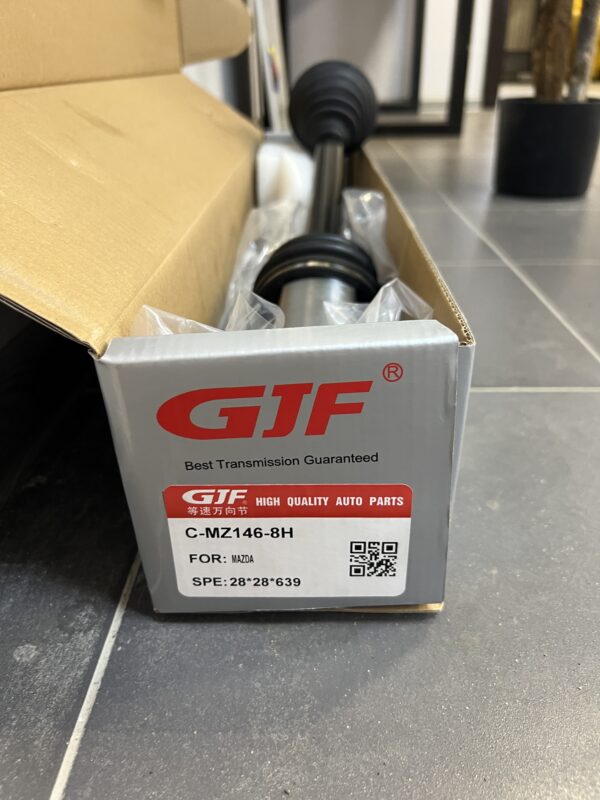 GJF®
Best Transmission Guaranteed
GJF® HIGH QUALITY AUTO PARTS
等速万向节
C-MZ146-8H
FOR: MAZDA
SPE: 28*28*639